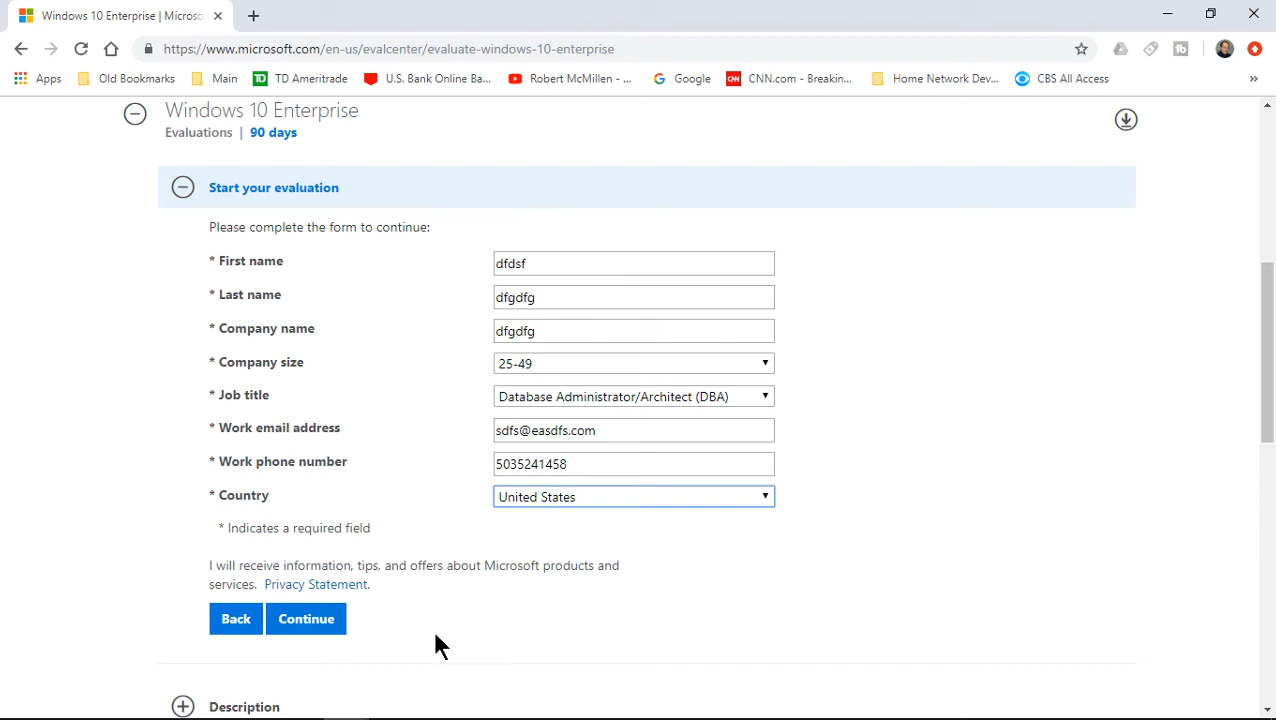 Windows 10 Enterprise | Microso
https://www.microsoft.com/en-us/evalcenter/evaluate-windows-10-enterprise
Apps Old Bookmarks Main TD Ameritrade U.S. Bank Online Ba... Robert McMillen - ... Google CNN.com - Breakin... Home Network Dev... CBS All Access »
Windows 10 Enterprise
Evaluations | 90 days
Start your evaluation
Please complete the form to continue:
* First name dfdsf
* Last name dfgdfg
* Company name dfgdfg
* Company size 25-49
* Job title Database Administrator/Architect (DBA)
* Work email address sdfs@easdfs.com
* Work phone number 5035241458
* Country United States
* Indicates a required field
I will receive information, tips, and offers about Microsoft products and
services. Privacy Statement.
Back Continue
Description